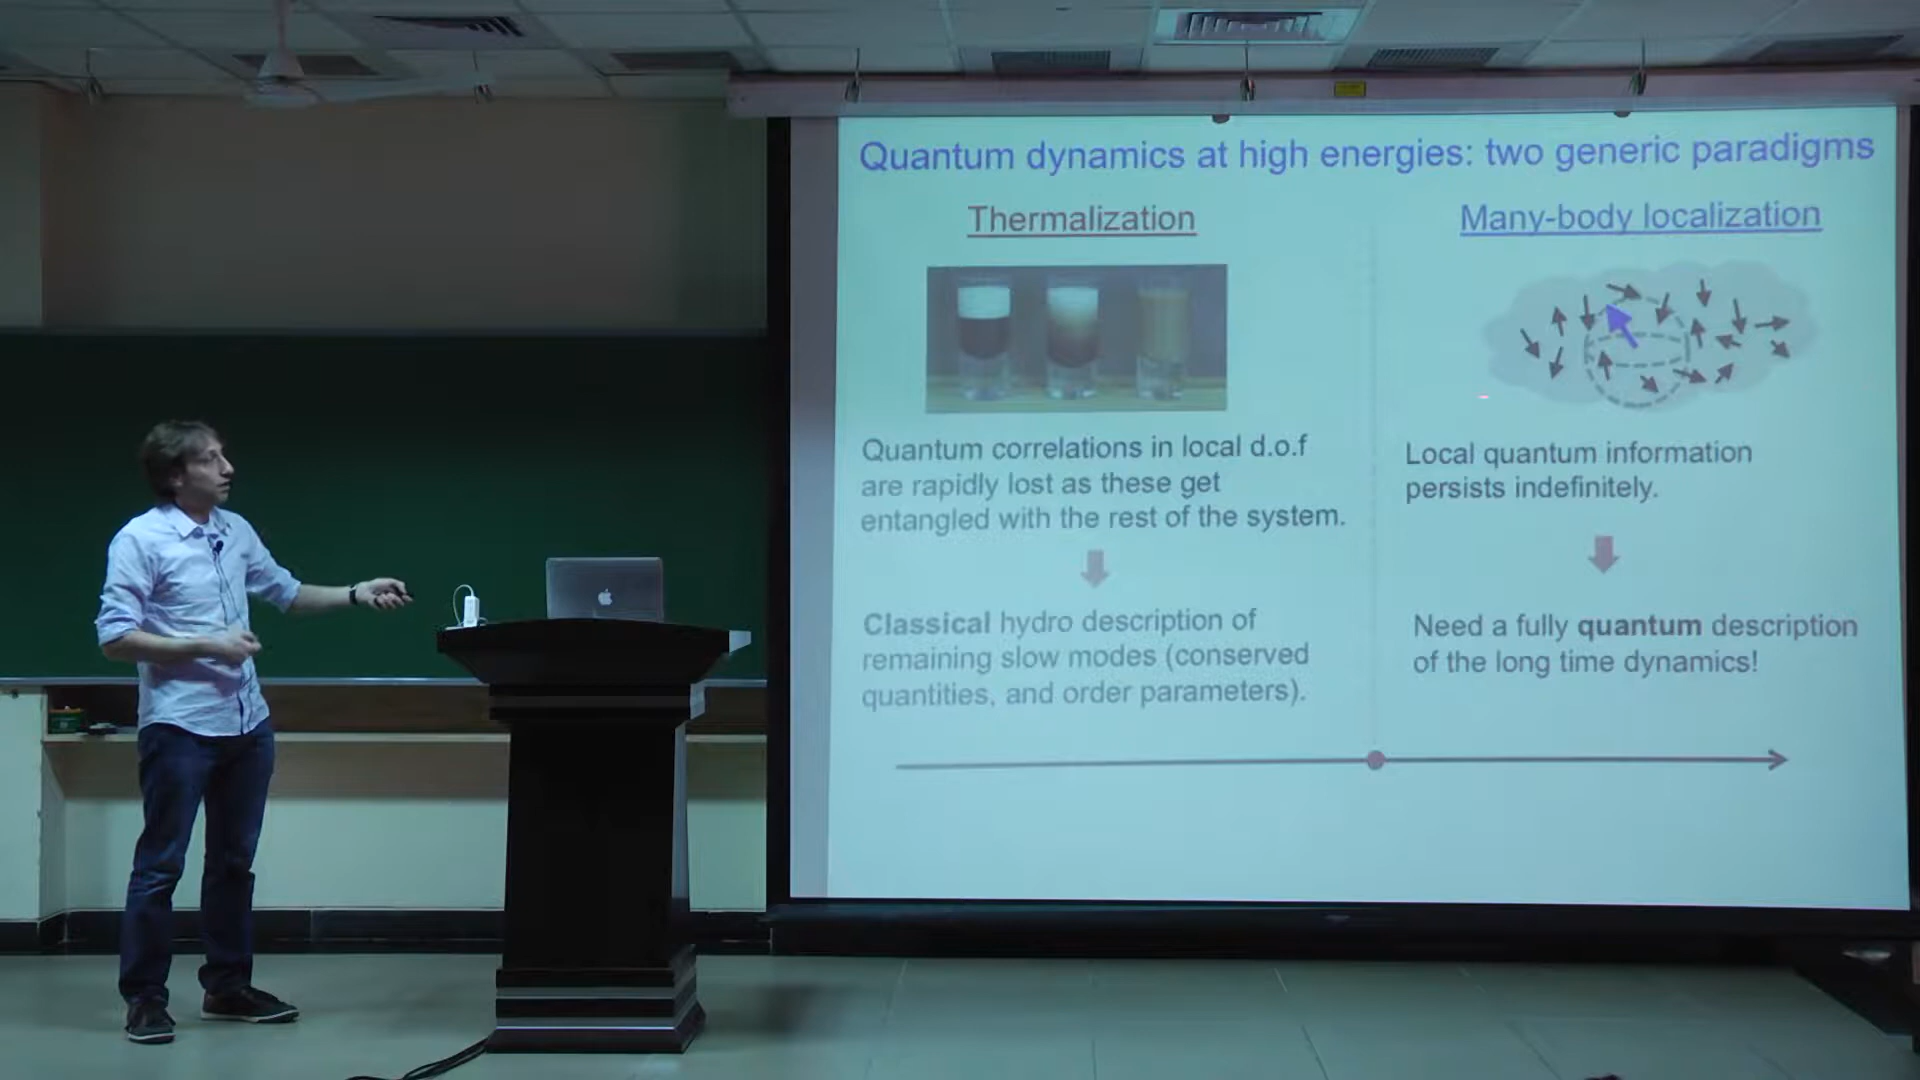 Quantum dynamics at high energies: two generic paradigms
Thermalization
Quantum correlations in local d.o.f
are rapidly lost as these get
entangled with the rest of the system.
Classical hydro description of
remaining slow modes (conserved
quantities, and order parameters).
Many-body localization
Local quantum information
persists indefinitely.
Need a fully quantum description
of the long time dynamics!